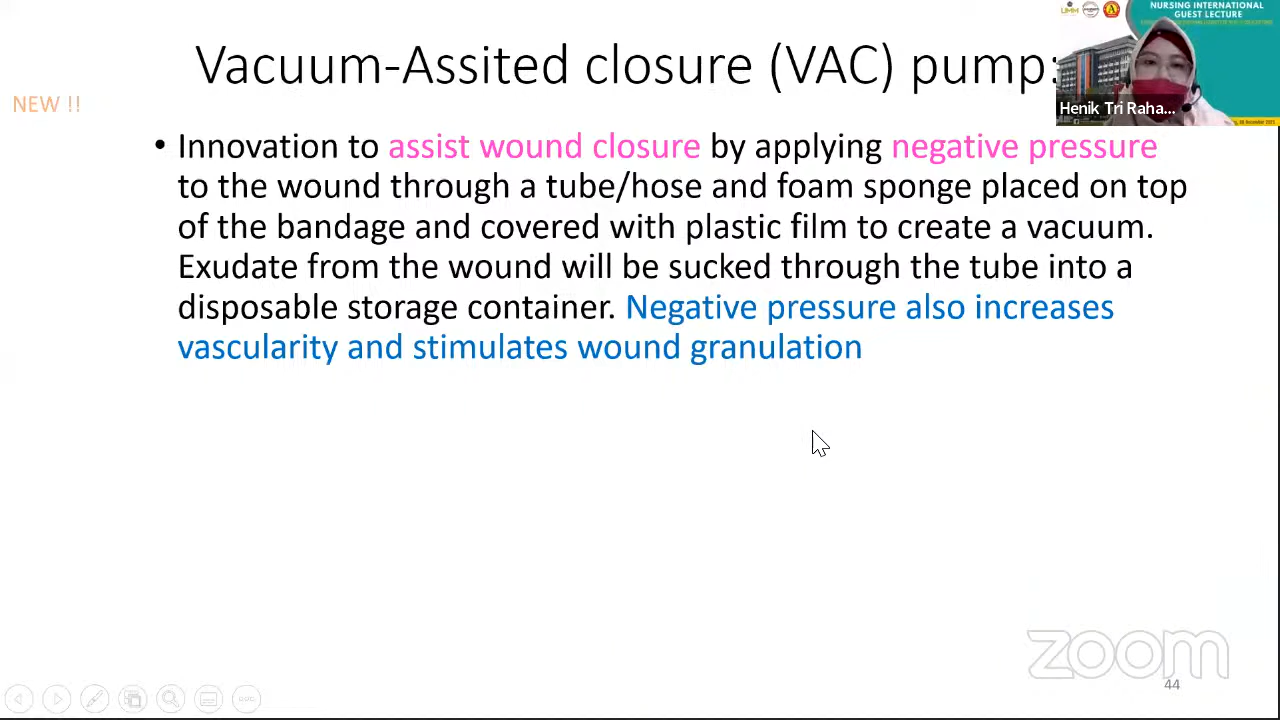 Vacuum-Assited closure (VAC) pump:
NEW !!
• Innovation to assist wound closure by applying negative pressure
to the wound through a tube/hose and foam sponge placed on top
of the bandage and covered with plastic film to create a vacuum.
Exudate from the wound will be sucked through the tube into a
disposable storage container. Negative pressure also increases
vascularity and stimulates wound granulation
NURSING INTERNATIONAL
GUEST LECTURE
UMM
Henik Tri Raha...
zoom
44